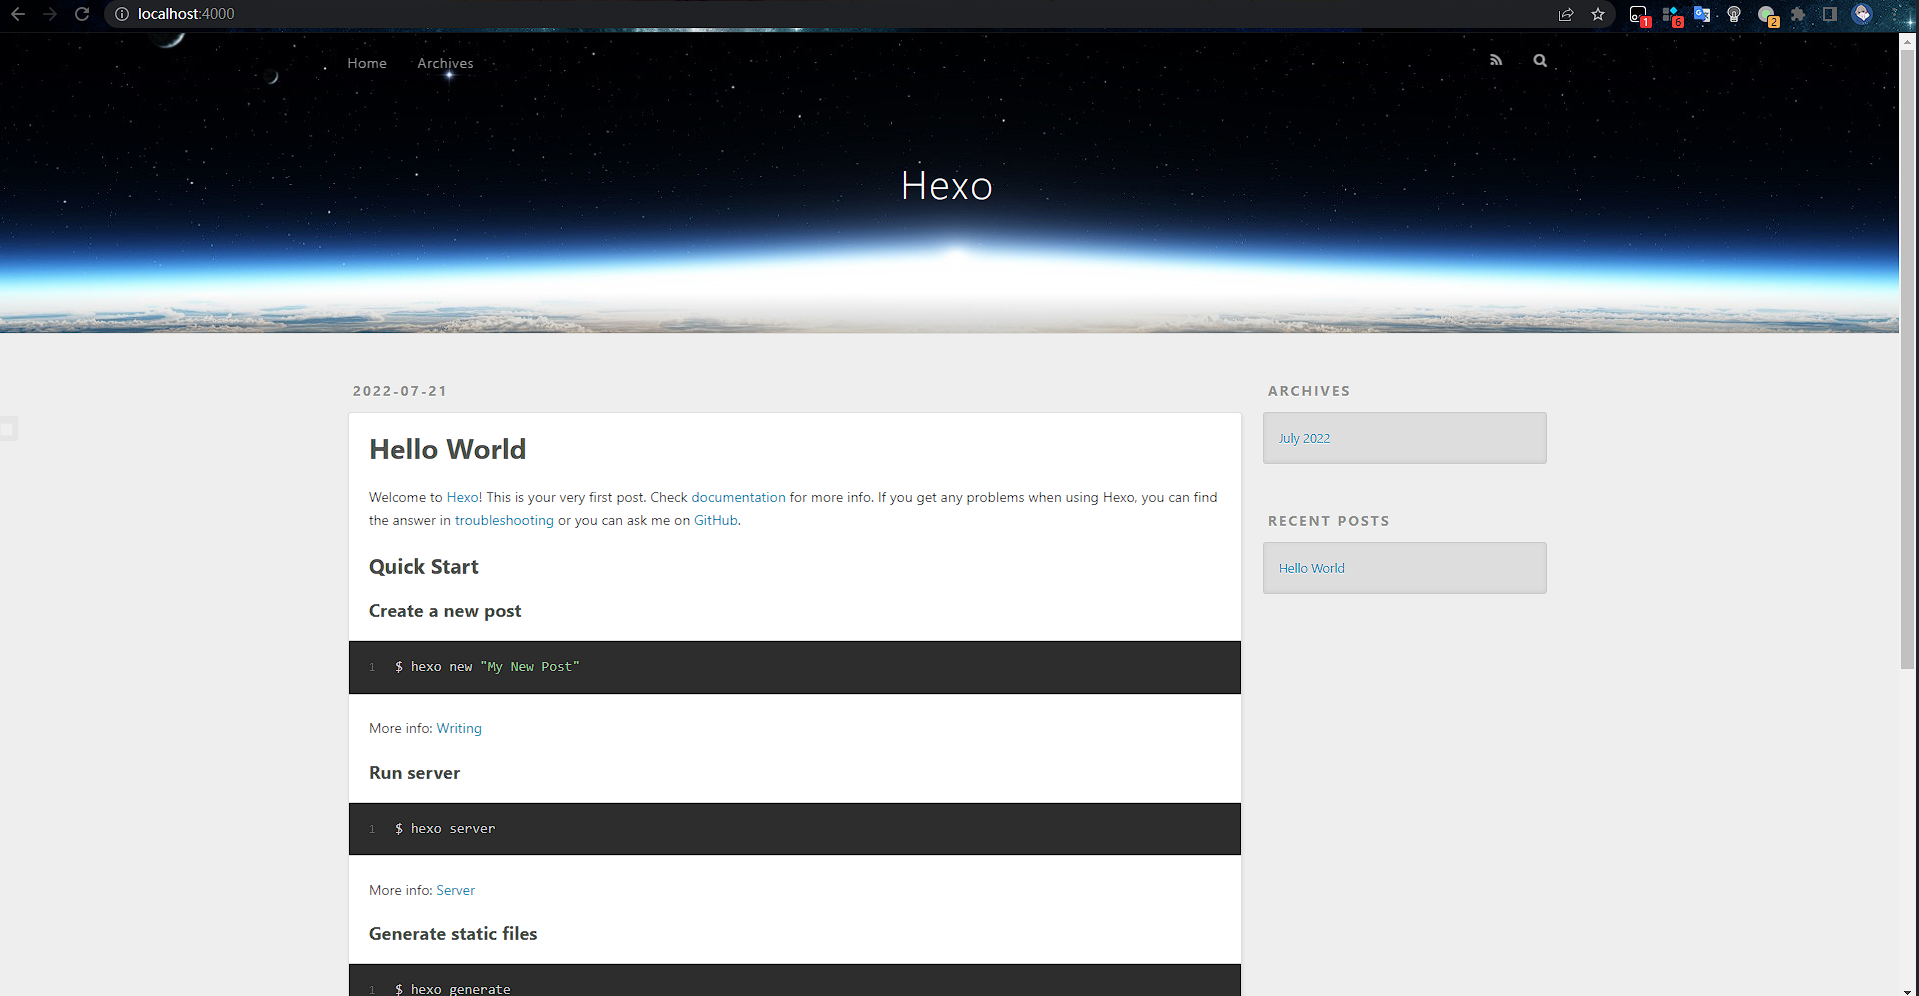 localhost:4000
1
6
2
Home Archives
Hexo
2022-07-21
Hello World
Welcome to Hexo! This is your very first post. Check documentation for more info. If you get any problems when using Hexo, you can find
the answer in troubleshooting or you can ask me on GitHub.
Quick Start
Create a new post
1 $ hexo new "My New Post"
More info: Writing
Run server
1 $ hexo server
More info: Server
Generate static files
1 $ hexo generate
ARCHIVES
July 2022
RECENT POSTS
Hello World